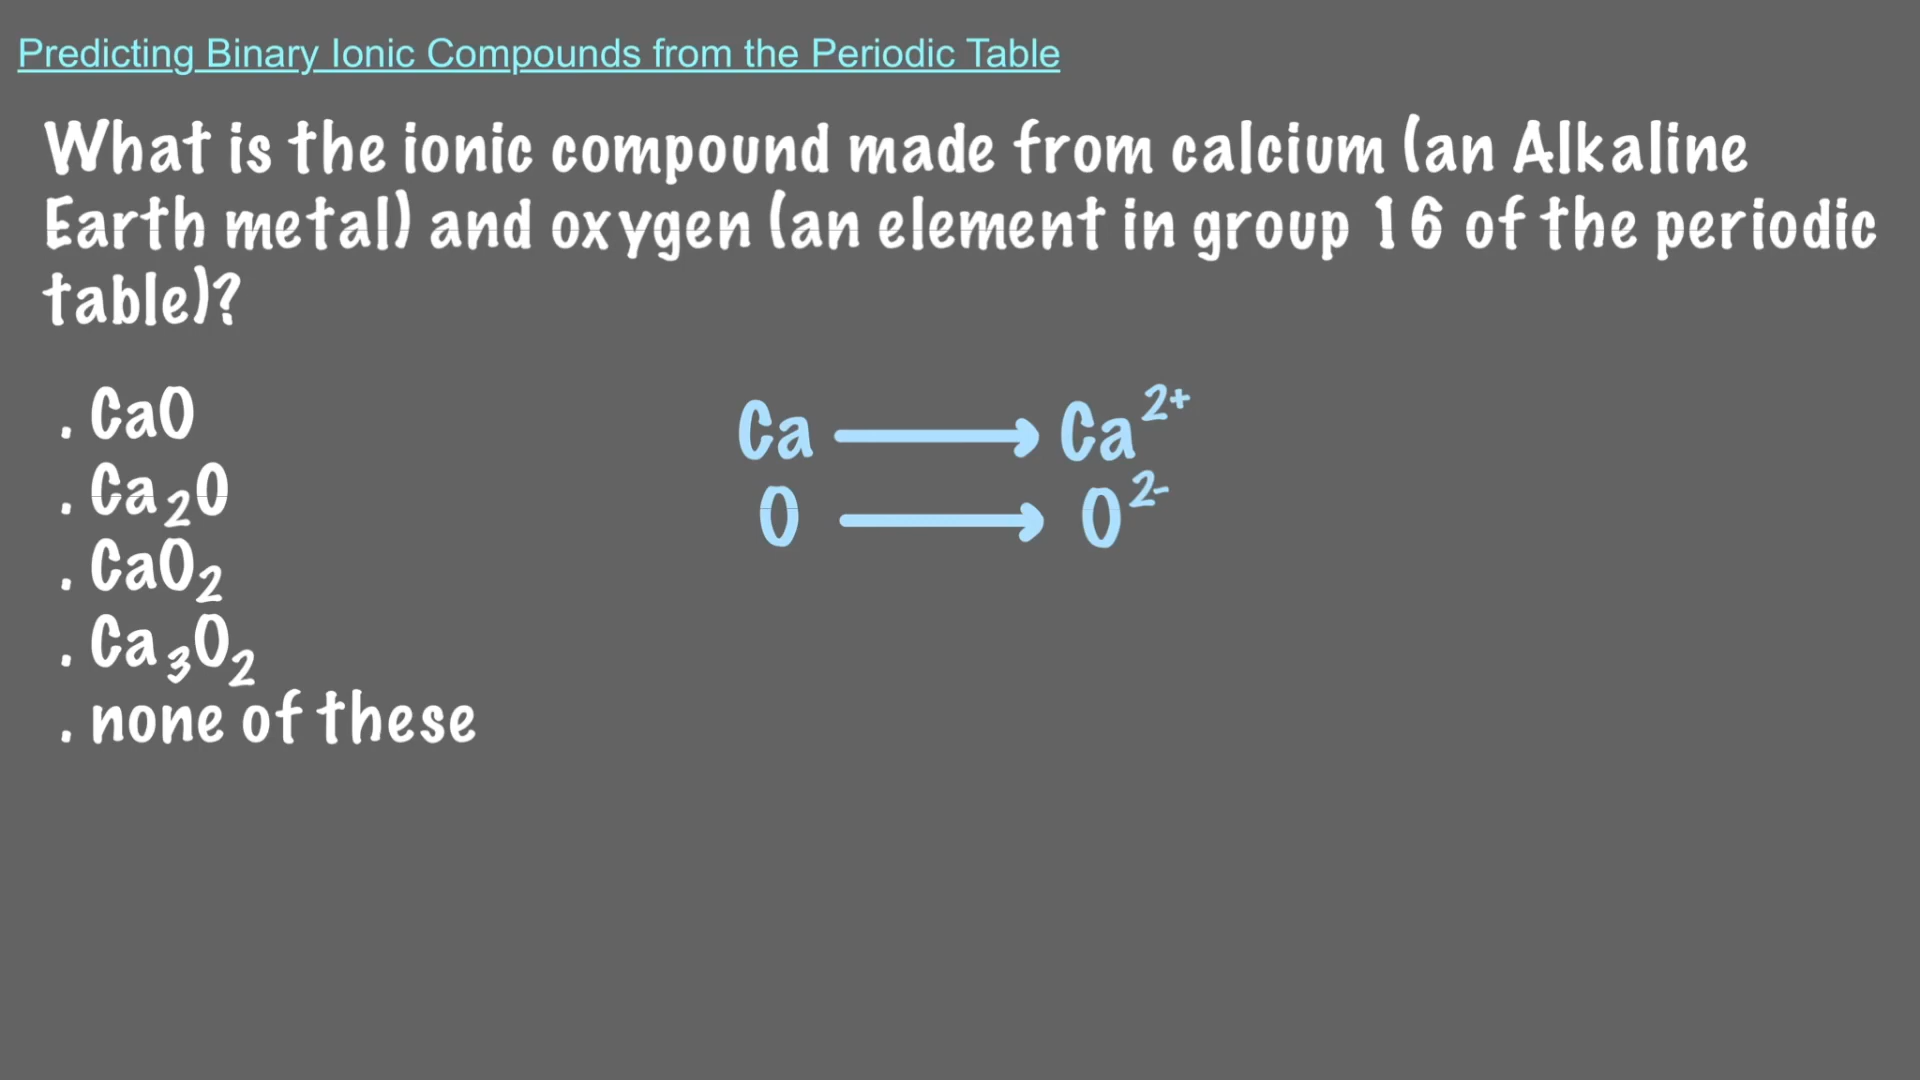 Predicting Binary Ionic Compounds from the Periodic Table
What is the ionic compound made from calcium (an Alkaline
Earth metal) and oxygen (an element in group 16 of the periodic
table)?
. CaO
. Ca₂O
. CaO₂
. Ca₃O₂
. none of these
Ca → Ca²⁺
O → O²⁻